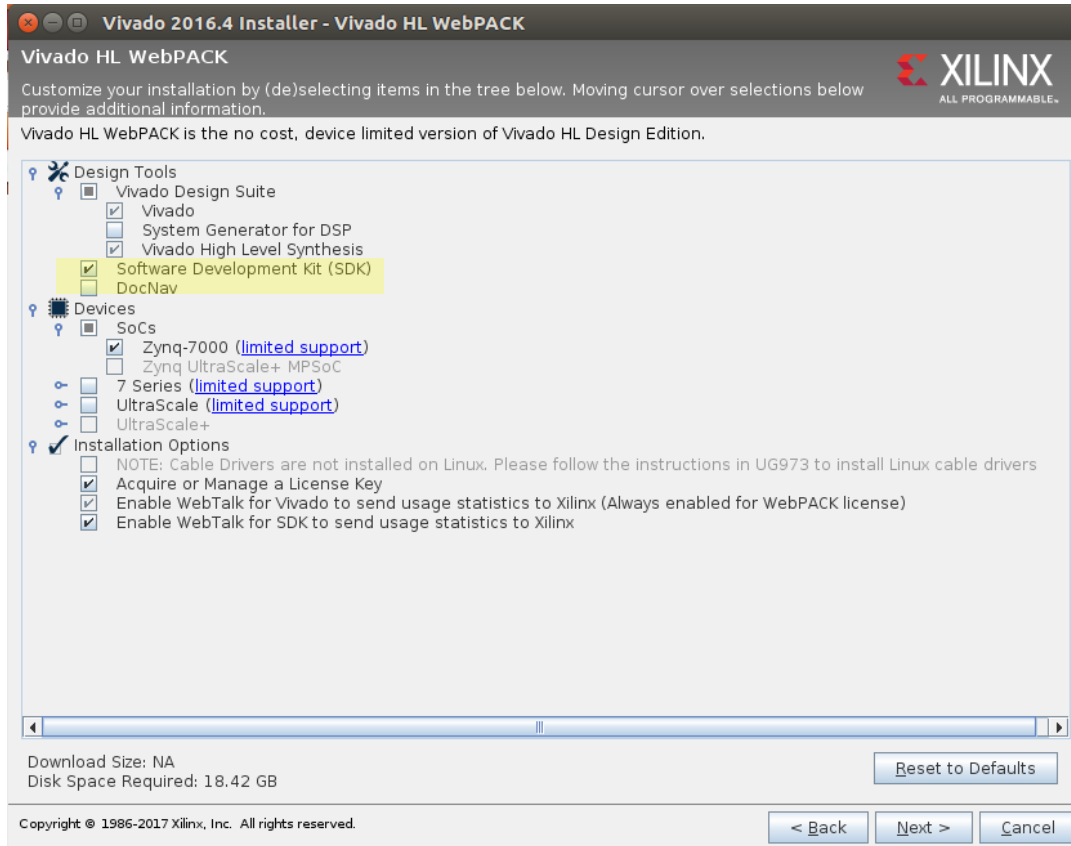 Vivado 2016.4 Installer - Vivado HL WebPACK
Vivado HL WebPACK
XILINX
ALL PROGRAMMABLE.
Customize your installation by (de)selecting items in the tree below. Moving cursor over selections below
provide additional information.
Vivado HL WebPACK is the no cost, device limited version of Vivado HL Design Edition.
Design Tools
Vivado Design Suite
Vivado
System Generator for DSP
Vivado High Level Synthesis
Software Development Kit (SDK)
DocNav
Devices
SoCs
Zynq-7000 (limited support)
Zynq UltraScale+ MPSoC
7 Series (limited support)
UltraScale (limited support)
UltraScale+
Installation Options
NOTE: Cable Drivers are not installed on Linux. Please follow the instructions in UG973 to install Linux cable drivers
Acquire or Manage a License Key
Enable WebTalk for Vivado to send usage statistics to Xilinx (Always enabled for WebPACK license)
Enable WebTalk for SDK to send usage statistics to Xilinx
Download Size: NA
Disk Space Required: 18.42 GB
Reset to Defaults
Copyright © 1986-2017 Xilinx, Inc. All rights reserved.
< Back
Next >
Cancel